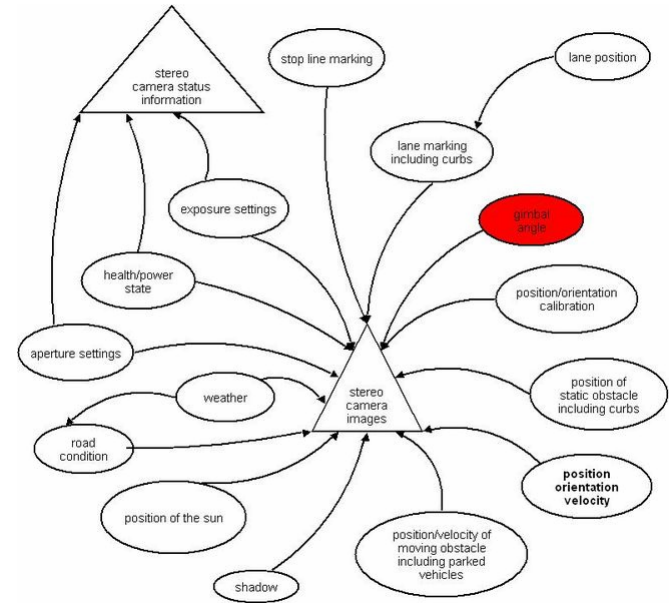 stereo
camera status
information
stop line marking
lane position
lane marking
including curbs
exposure settings
gimbal
angle
health/power
state
position/orientation
calibration
aperture settings
weather
stereo
camera
images
position
of static obstacle
including curbs
road
condition
position
orientation
velocity
position of the sun
position/velocity of
moving obstacle
including parked
vehicles
shadow